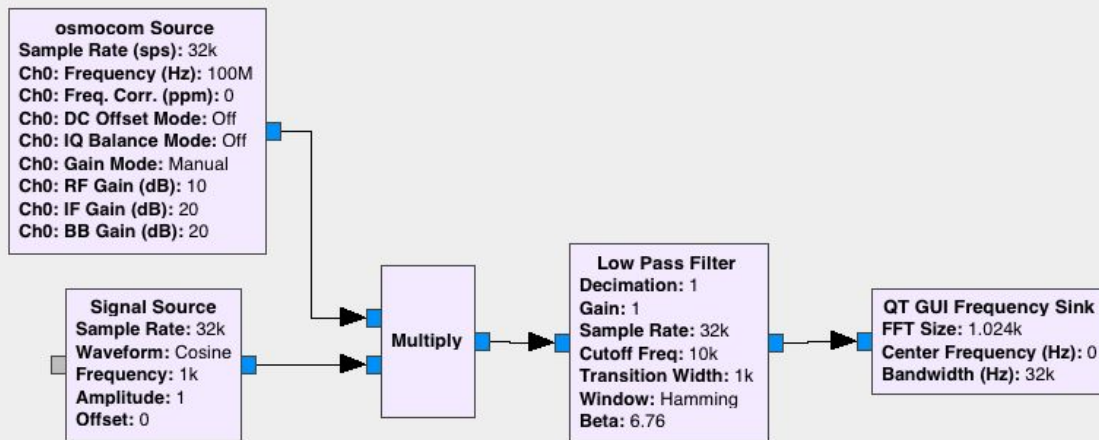 osmocom Source
Sample Rate (sps): 32k
Ch0: Frequency (Hz): 100M
Ch0: Freq. Corr. (ppm): 0
Ch0: DC Offset Mode: Off
Ch0: IQ Balance Mode: Off
Ch0: Gain Mode: Manual
Ch0: RF Gain (dB): 10
Ch0: IF Gain (dB): 20
Ch0: BB Gain (dB): 20
Signal Source
Sample Rate: 32k
Waveform: Cosine
Frequency: 1k
Amplitude: 1
Offset: 0
Multiply
Low Pass Filter
Decimation: 1
Gain: 1
Sample Rate: 32k
Cutoff Freq: 10k
Transition Width: 1k
Window: Hamming
Beta: 6.76
QT GUI Frequency Sink
FFT Size: 1.024k
Center Frequency (Hz): 0
Bandwidth (Hz): 32k